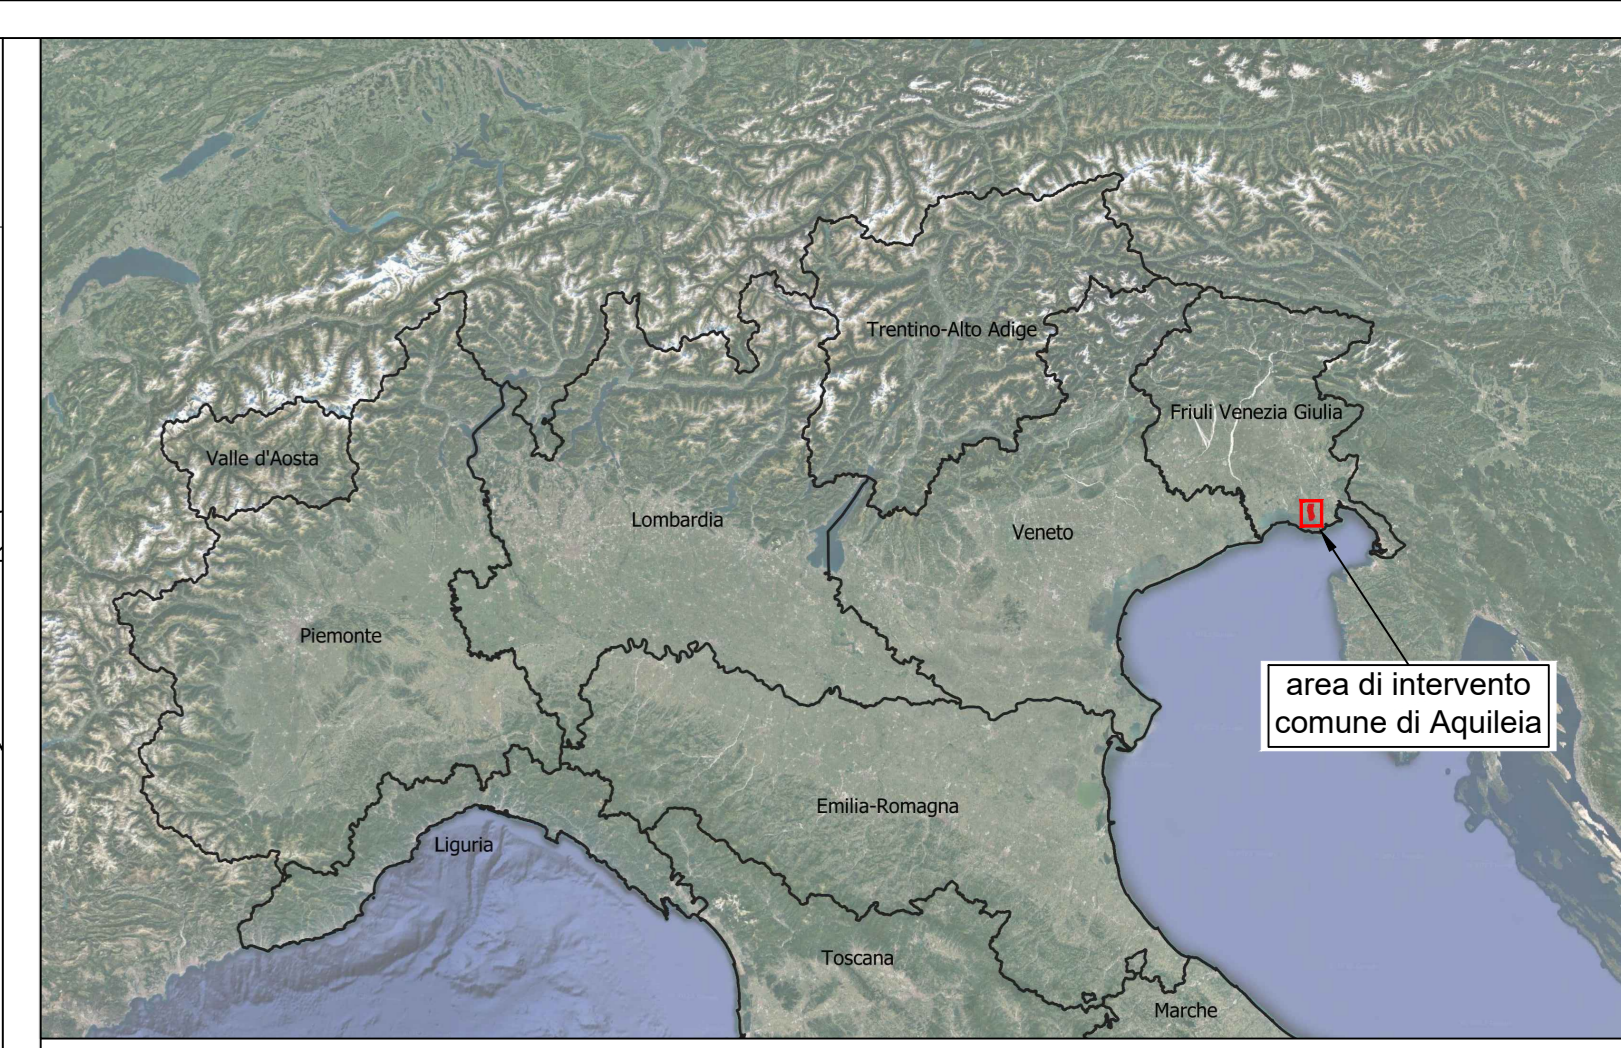 Trentino-Alto Adige
Friuli Venezia Giulia
Valle d'Aosta
Lombardia
Veneto
Piemonte
area di intervento
comune di Aquileia
Emilia-Romagna
Liguria
Toscana
Marche